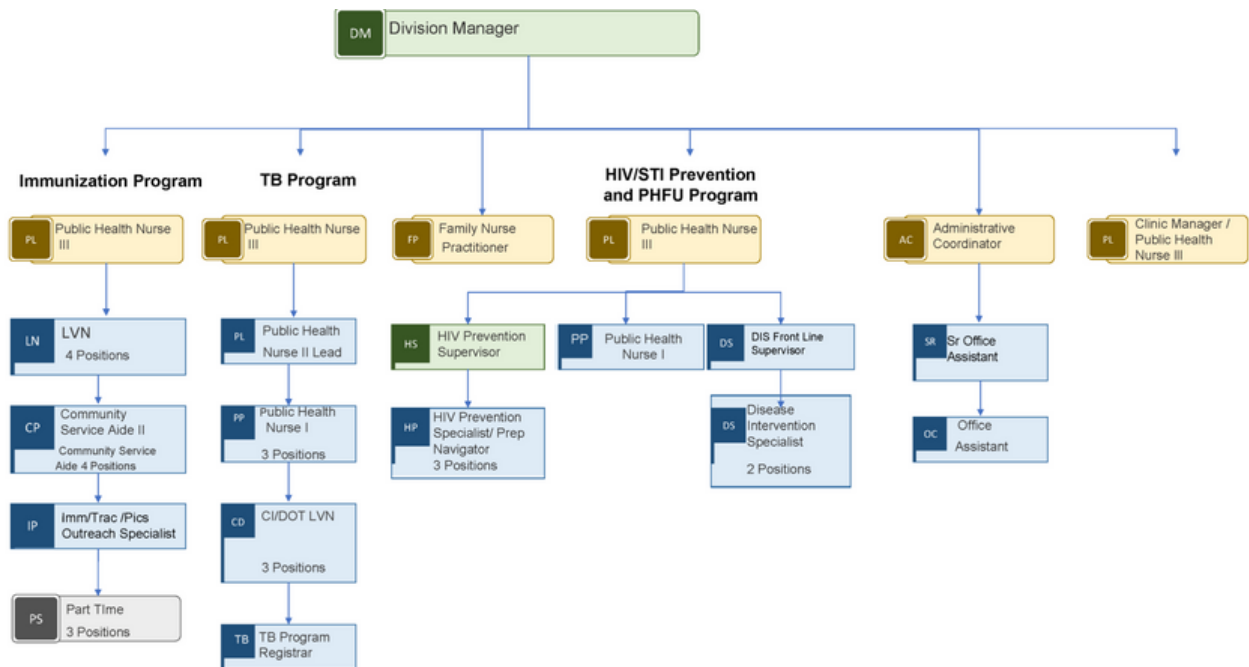 DM
Division Manager
Immunization Program
TB Program
HIV/STI Prevention
and PHFU Program
PL
Public Health Nurse
III
PL
Public Health Nurse
III
FP
Family Nurse
Practitioner
PL
Public Health Nurse
III
AC
Administrative
Coordinator
PL
Clinic Manager /
Public Health
Nurse III
LN
LVN
4 Positions
PL
Public Health
Nurse II Lead
HS
HIV Prevention
Supervisor
PP
Public Health
Nurse I
DS
DIS Front Line
Supervisor
SR
Sr Office
Assistant
CP
Community
Service Aide II
Community Service
Aide 4 Positions
PP
Public Health
Nurse I
3 Positions
HP
HIV Prevention
Specialist/ Prep
Navigator
3 Positions
DS
Disease
Intervention
Specialist
2 Positions
OC
Office
Assistant
IP
Imm/Trac /Pics
Outreach Specialist
CD
CI/DOT LVN
3 Positions
PS
Part TIme
3 Positions
TB
TB Program
Registrar